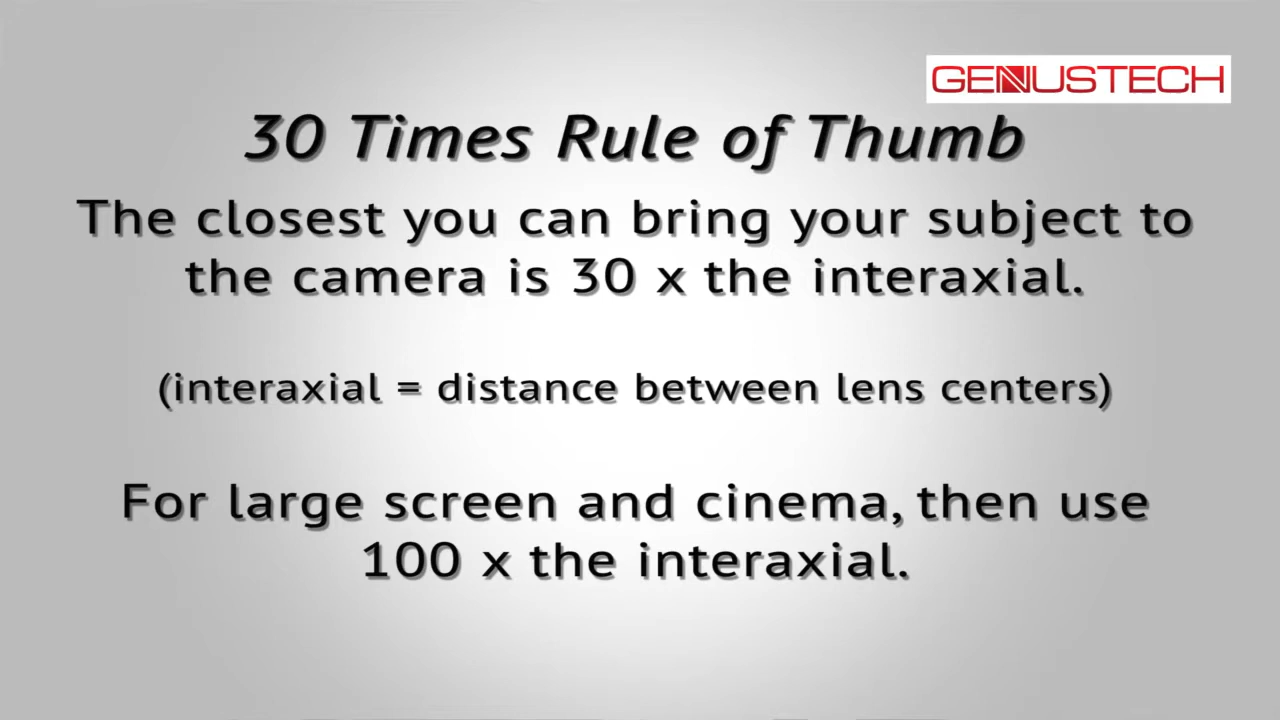 GENUSTECH
30 Times Rule of Thumb
The closest you can bring your subject to
the camera is 30 x the interaxial.
(interaxial = distance between lens centers)
For large screen and cinema, then use
100 x the interaxial.